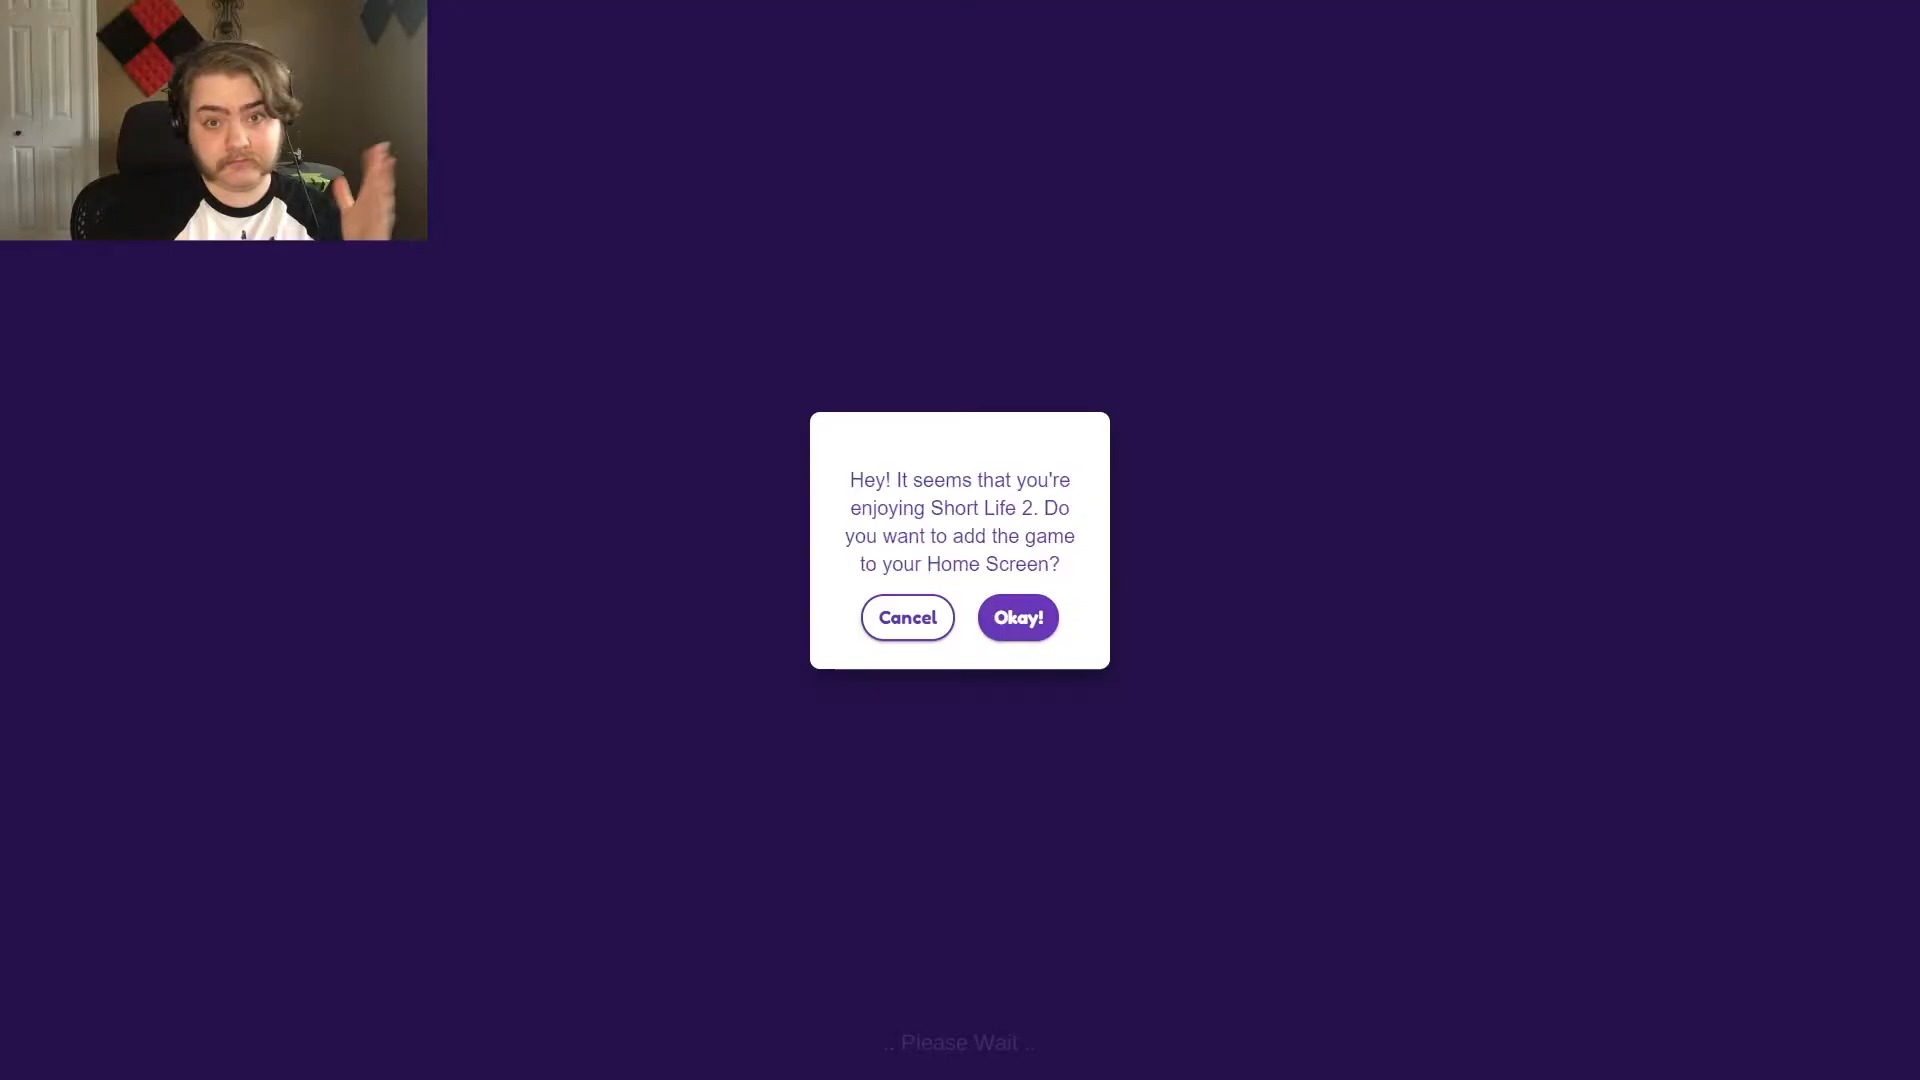 Hey! It seems that you're
enjoying Short Life 2. Do
you want to add the game
to your Home Screen?
Cancel
Okay!
.. Please Wait ..